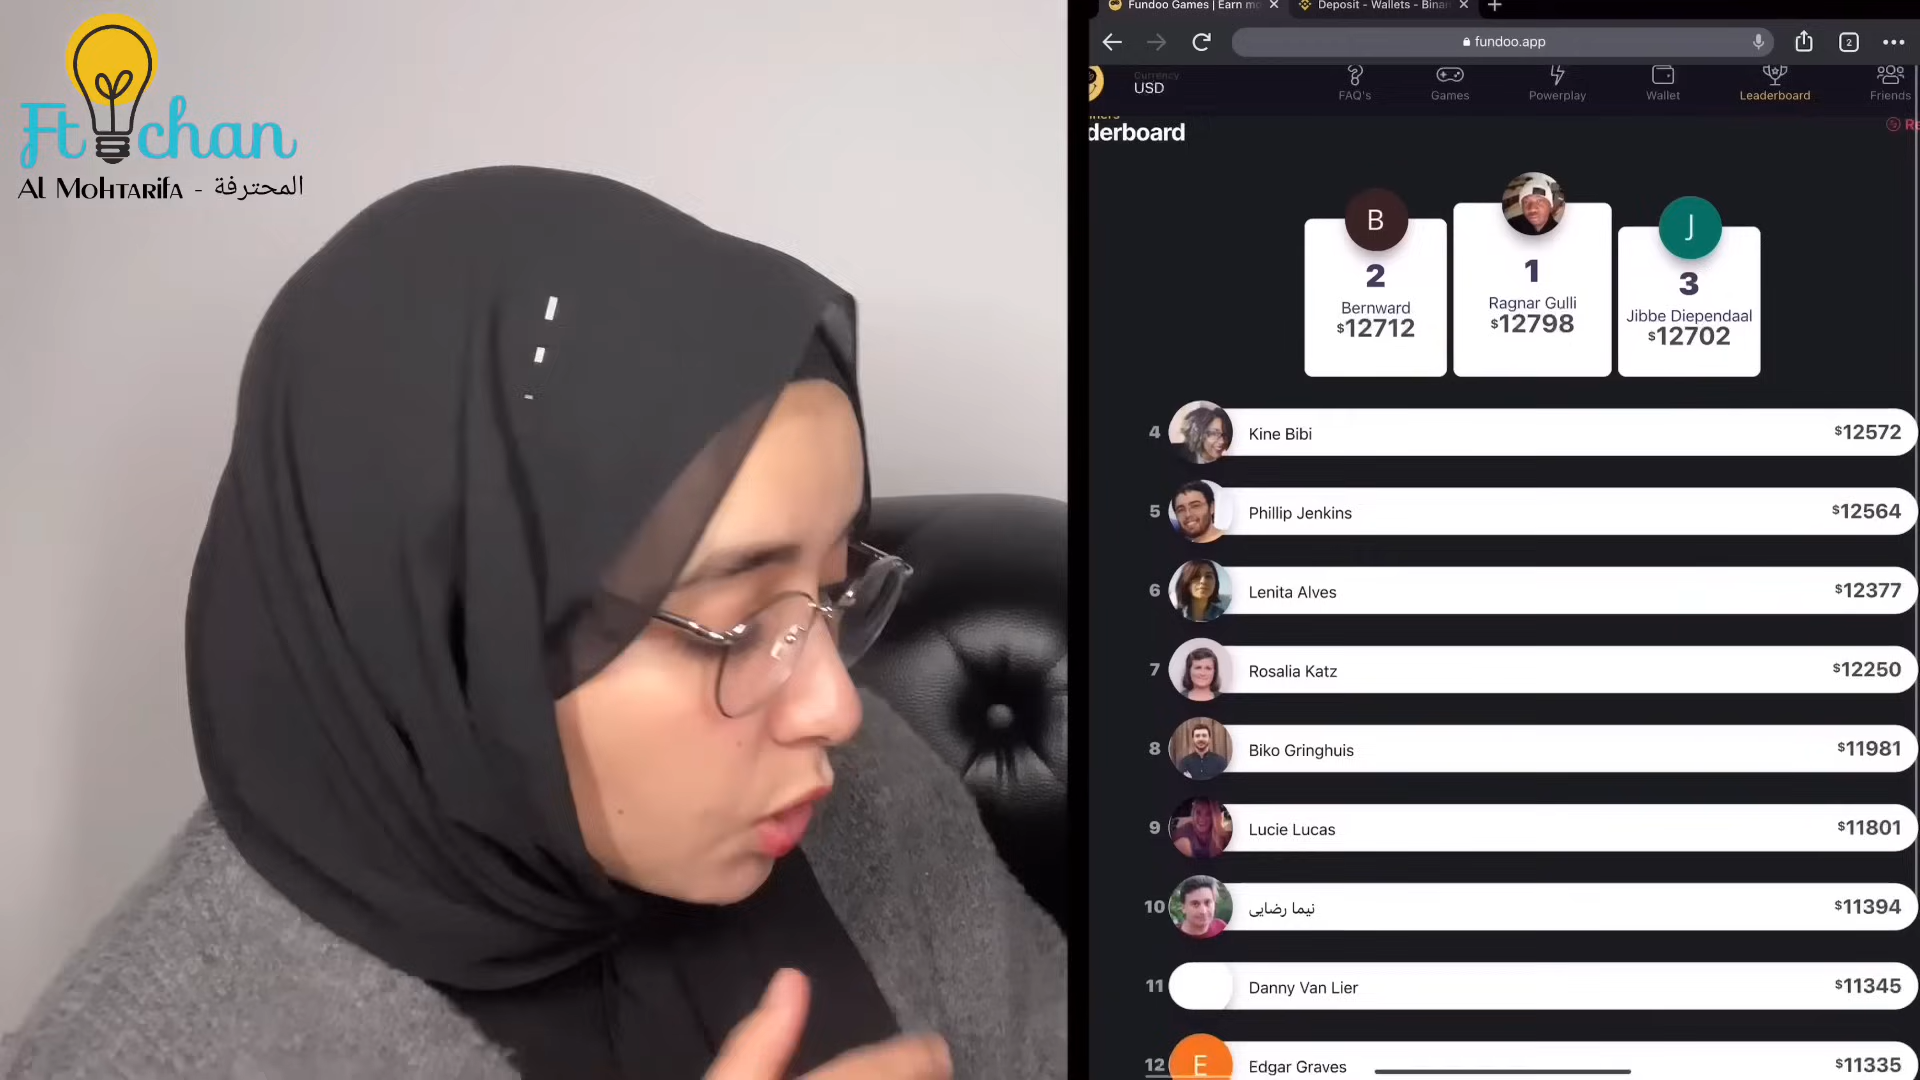 Ft chan
Al Mohtarifa - المحترفة
Fundoo Games | Earn mo
Deposit - Wallets - Binan
fundoo.app
2
Currency
USD
FAQ's
Games
Powerplay
Wallet
Leaderboard
Friends
derboard
Re
B
2
Bernward
$12712
1
Ragnar Gulli
$12798
J
3
Jibbe Diependaal
$12702
4 Kine Bibi $12572
5 Phillip Jenkins $12564
6 Lenita Alves $12377
7 Rosalia Katz $12250
8 Biko Gringhuis $11981
9 Lucie Lucas $11801
10 نیما رضایی $11394
11 Danny Van Lier $11345
12 E Edgar Graves $11335